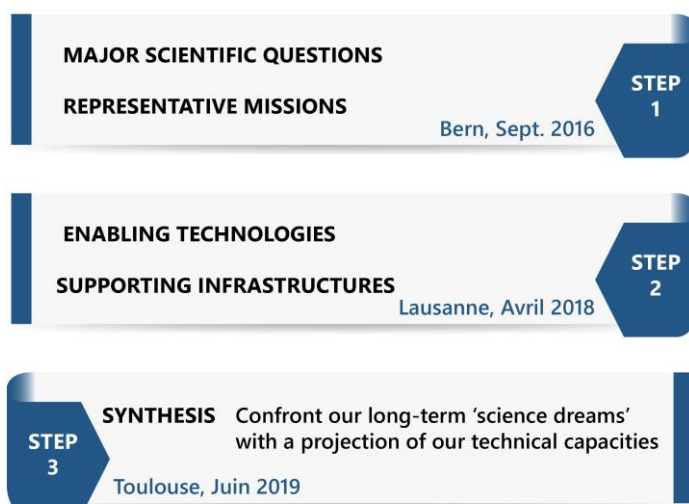 MAJOR SCIENTIFIC QUESTIONS
REPRESENTATIVE MISSIONS
Bern, Sept. 2016
STEP
1
ENABLING TECHNOLOGIES
SUPPORTING INFRASTRUCTURES
Lausanne, Avril 2018
STEP
2
STEP
3
SYNTHESIS Confront our long-term ‘science dreams’
with a projection of our technical capacities
Toulouse, Juin 2019